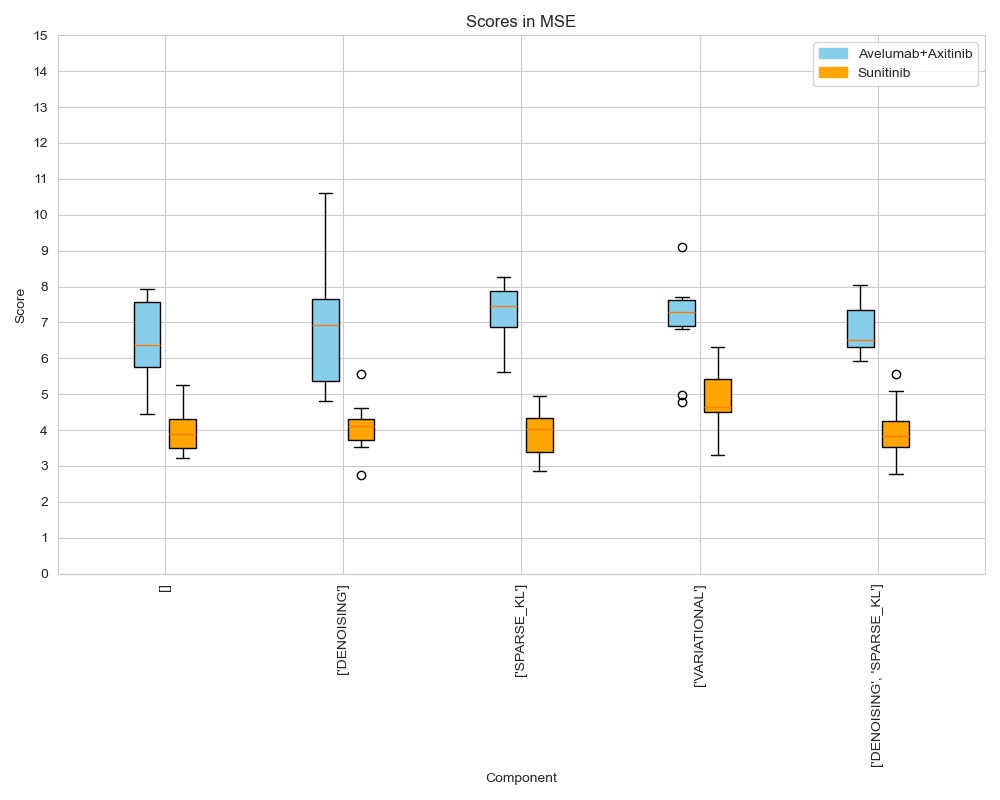 Scores in MSE
15
14
13
12
11
10
9
8
7
6
5
4
3
2
1
0
Score
Avelumab+Axitinib
Sunitinib
[]
['DENOISING']
['SPARSE_KL']
['VARIATIONAL']
['DENOISING', 'SPARSE_KL']
Component